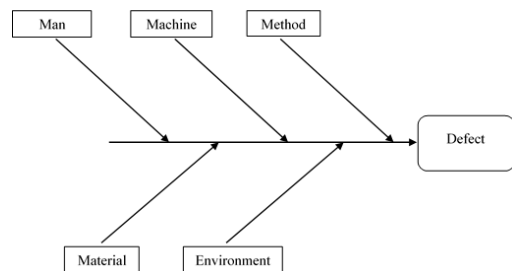 Man
Machine
Method
Defect
Material
Environment